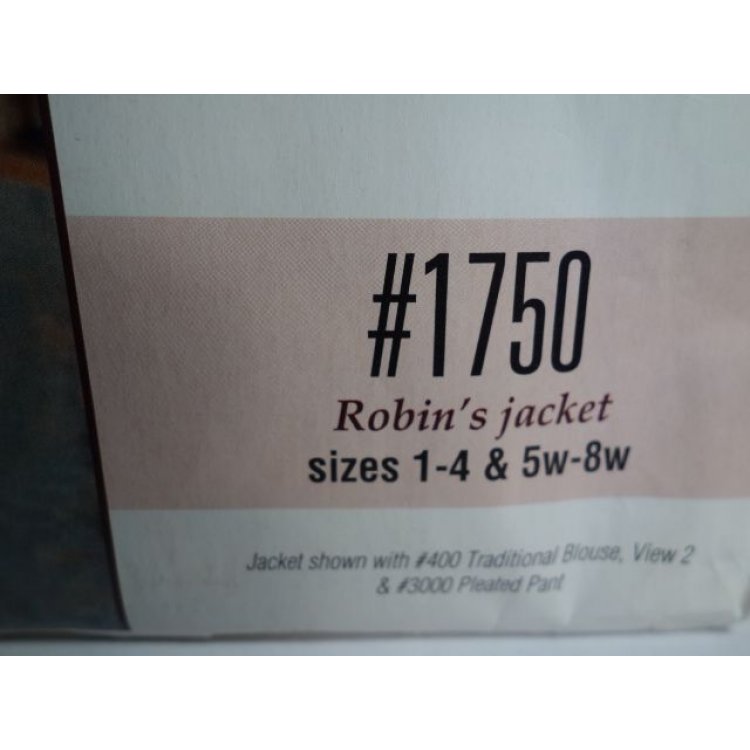 #1750
Robin's jacket
sizes 1-4 & 5w-8w
Jacket shown with #400 Traditional Blouse, View 2
& #3000 Pleated Pant